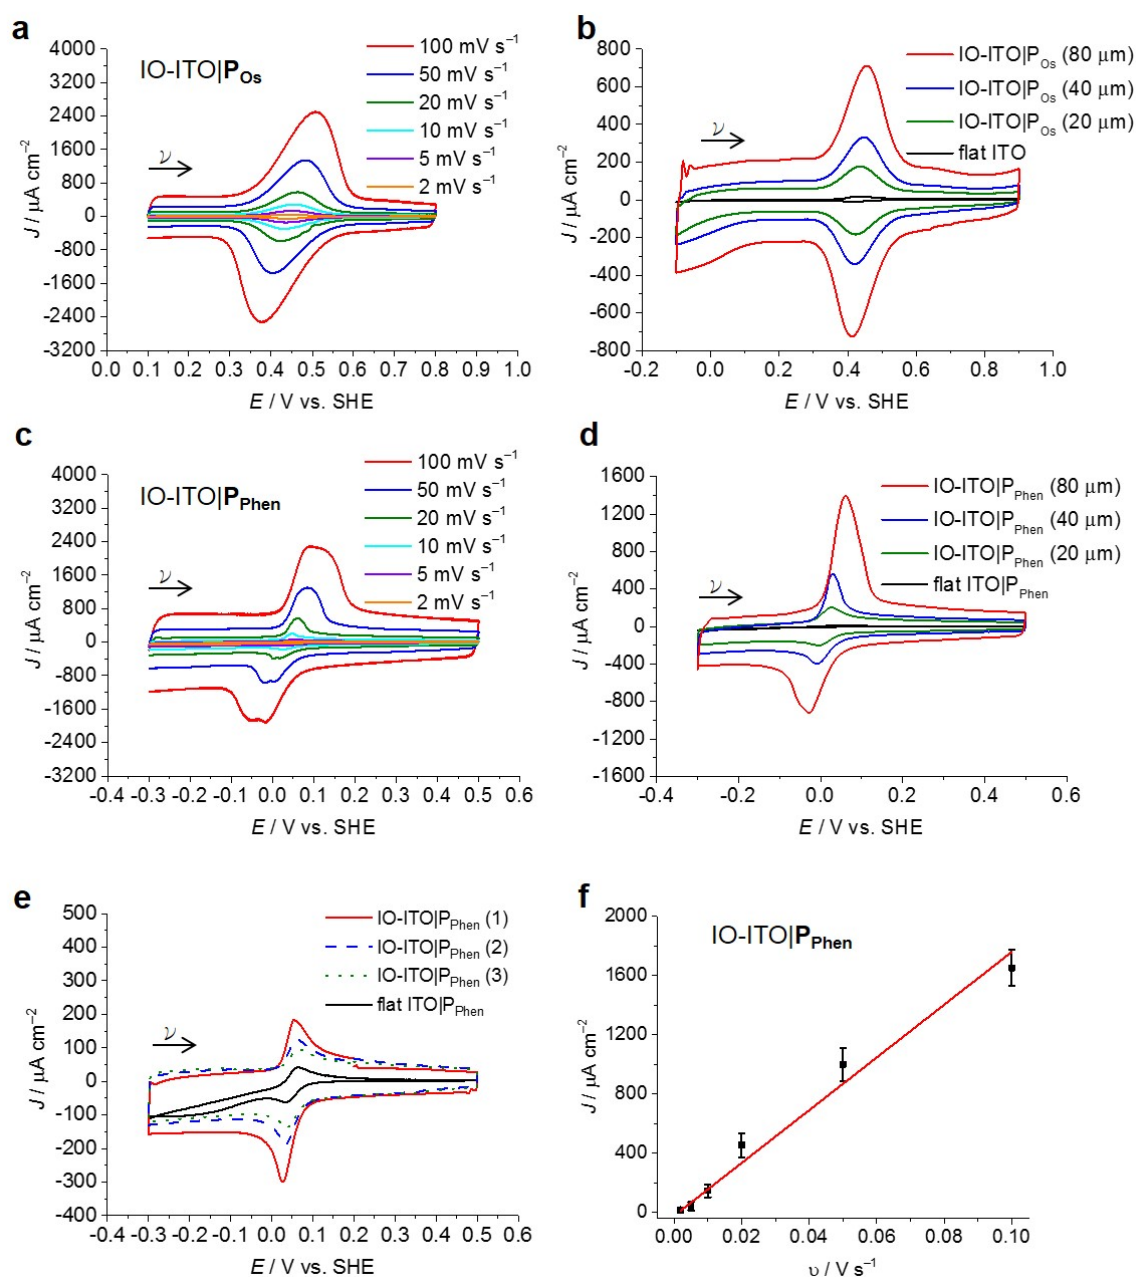 a
IO-ITO|P_Os
100 mV s⁻¹
50 mV s⁻¹
20 mV s⁻¹
10 mV s⁻¹
5 mV s⁻¹
2 mV s⁻¹
ν
J / μA cm⁻²
4000
3200
2400
1600
800
0
-800
-1600
-2400
-3200
0.0 0.1 0.2 0.3 0.4 0.5 0.6 0.7 0.8 0.9 1.0
E / V vs. SHE
b
IO-ITO|P_Os (80 μm)
IO-ITO|P_Os (40 μm)
IO-ITO|P_Os (20 μm)
flat ITO
ν
J / μA cm⁻²
800
600
400
200
0
-200
-400
-600
-800
-0.2 0.0 0.2 0.4 0.6 0.8 1.0
E / V vs. SHE
c
IO-ITO|P_Phen
100 mV s⁻¹
50 mV s⁻¹
20 mV s⁻¹
10 mV s⁻¹
5 mV s⁻¹
2 mV s⁻¹
ν
J / μA cm⁻²
4000
3200
2400
1600
800
0
-800
-1600
-2400
-3200
-0.4 -0.3 -0.2 -0.1 0.0 0.1 0.2 0.3 0.4 0.5 0.6
E / V vs. SHE
d
IO-ITO|P_Phen (80 μm)
IO-ITO|P_Phen (40 μm)
IO-ITO|P_Phen (20 μm)
flat ITO|P_Phen
ν
J / μA cm⁻²
1600
1200
800
400
0
-400
-800
-1200
-1600
-0.4 -0.2 0.0 0.2 0.4 0.6
E / V vs. SHE
e
IO-ITO|P_Phen (1)
IO-ITO|P_Phen (2)
IO-ITO|P_Phen (3)
flat ITO|P_Phen
ν
J / μA cm⁻²
500
400
300
200
100
0
-100
-200
-300
-400
-0.4 -0.3 -0.2 -0.1 0.0 0.1 0.2 0.3 0.4 0.5 0.6
E / V vs. SHE
f
IO-ITO|P_Phen
J / μA cm⁻²
2000
1600
1200
800
400
0
0.00 0.02 0.04 0.06 0.08 0.10
υ / V s⁻¹